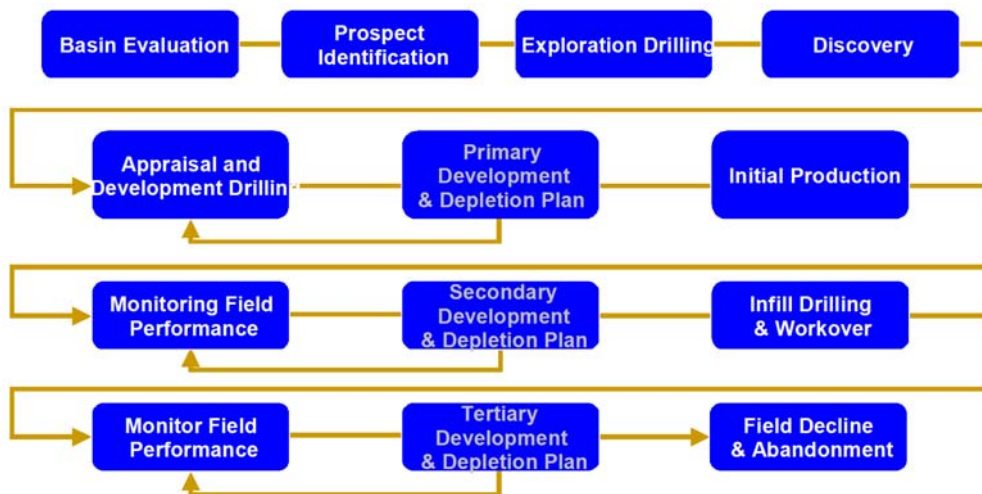 Basin Evaluation
Prospect
Identification
Exploration Drilling
Discovery
Appraisal and
Development Drilling
Primary
Development
& Depletion Plan
Initial Production
Monitoring Field
Performance
Secondary
Development
& Depletion Plan
Infill Drilling
& Workover
Monitor Field
Performance
Tertiary
Development
& Depletion Plan
Field Decline
& Abandonment